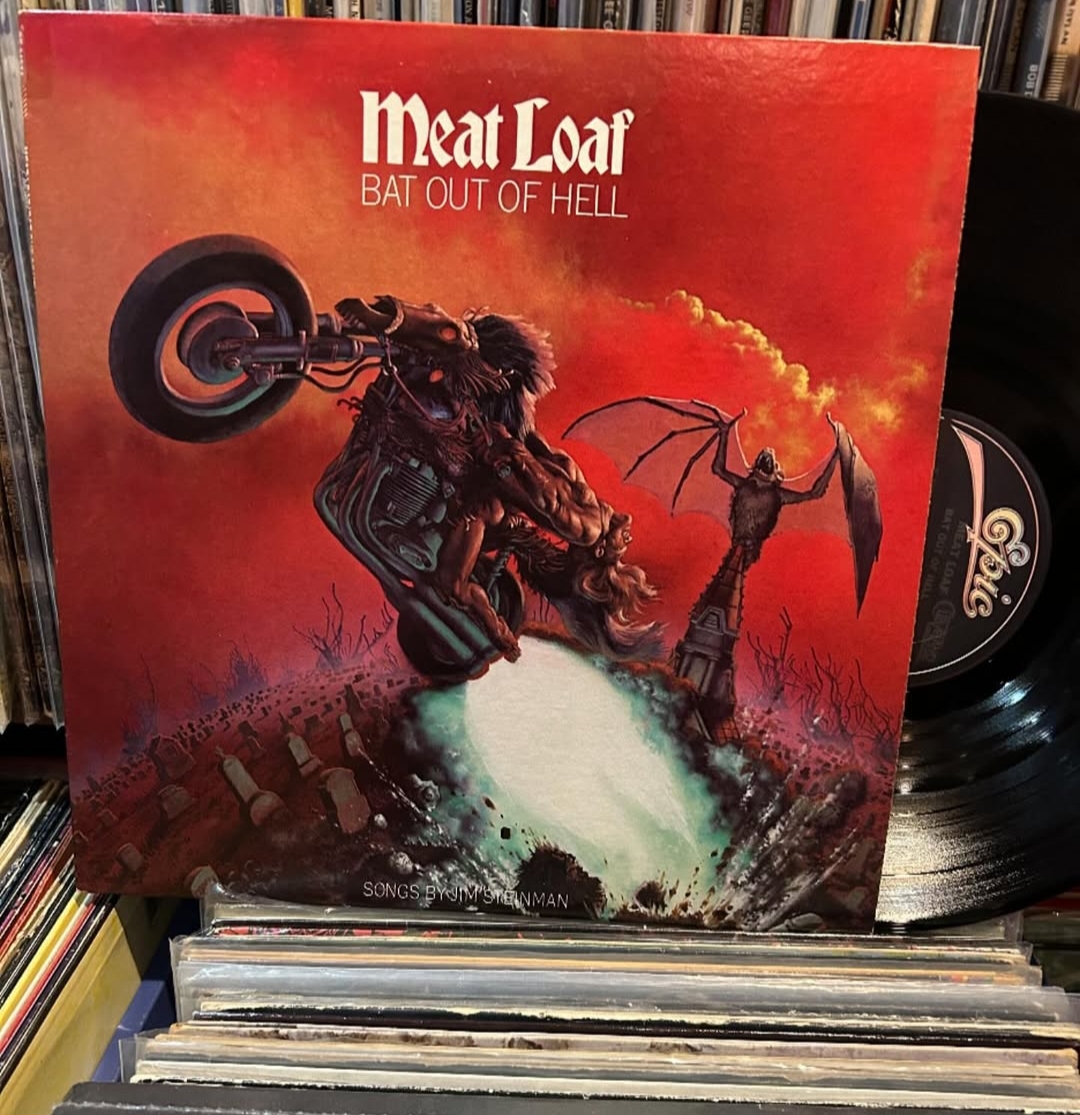 Meat Loaf
BAT OUT OF HELL
Epic
MEAT LOAF
BAT OUT OF HELL
SONGS BY JIM STEINMAN